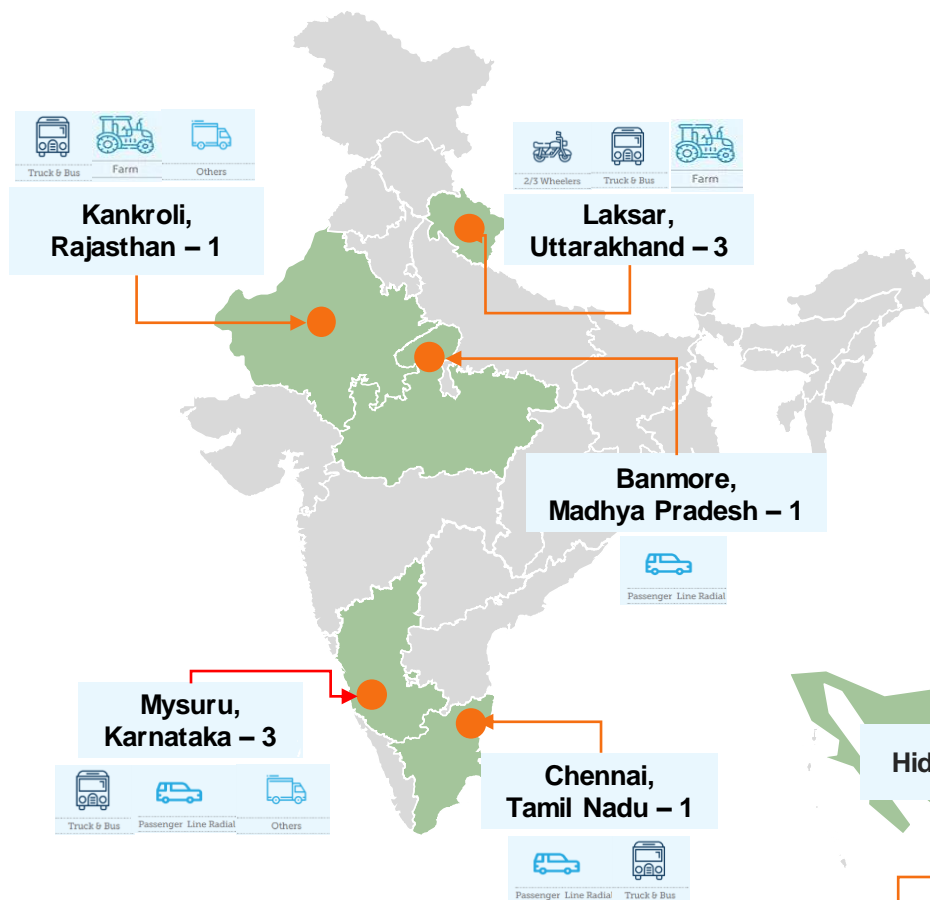 Truck & Bus Farm Others
Kankroli,
Rajasthan – 1
2/3 Wheelers Truck & Bus Farm
Laksar,
Uttarakhand – 3
Banmore,
Madhya Pradesh – 1
Passenger Line Radial
Mysuru,
Karnataka – 3
Truck & Bus Passenger Line Radial Others
Chennai,
Tamil Nadu – 1
Passenger Line Radial Truck & Bus
Hid